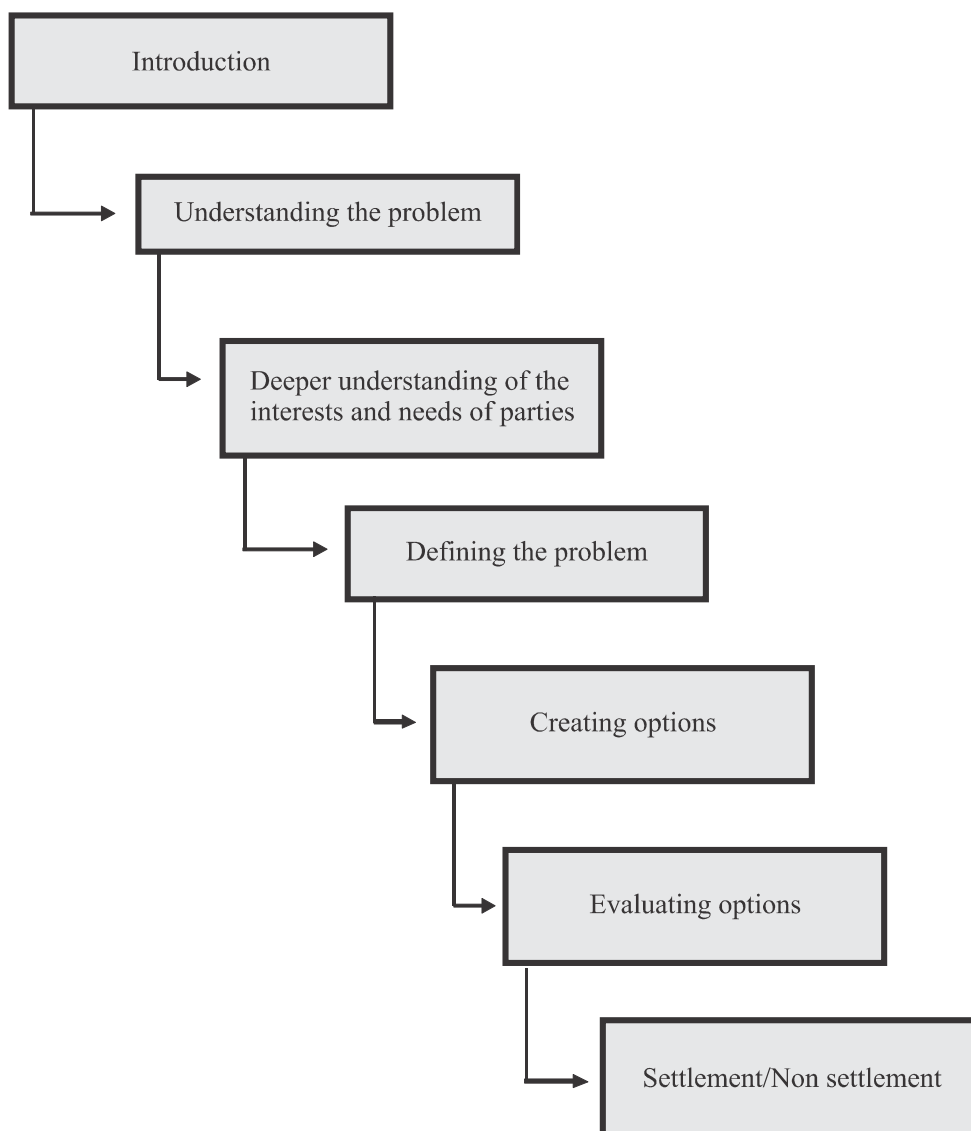 Introduction
Understanding the problem
Deeper understanding of the
interests and needs of parties
Defining the problem
Creating options
Evaluating options
Settlement/Non settlement